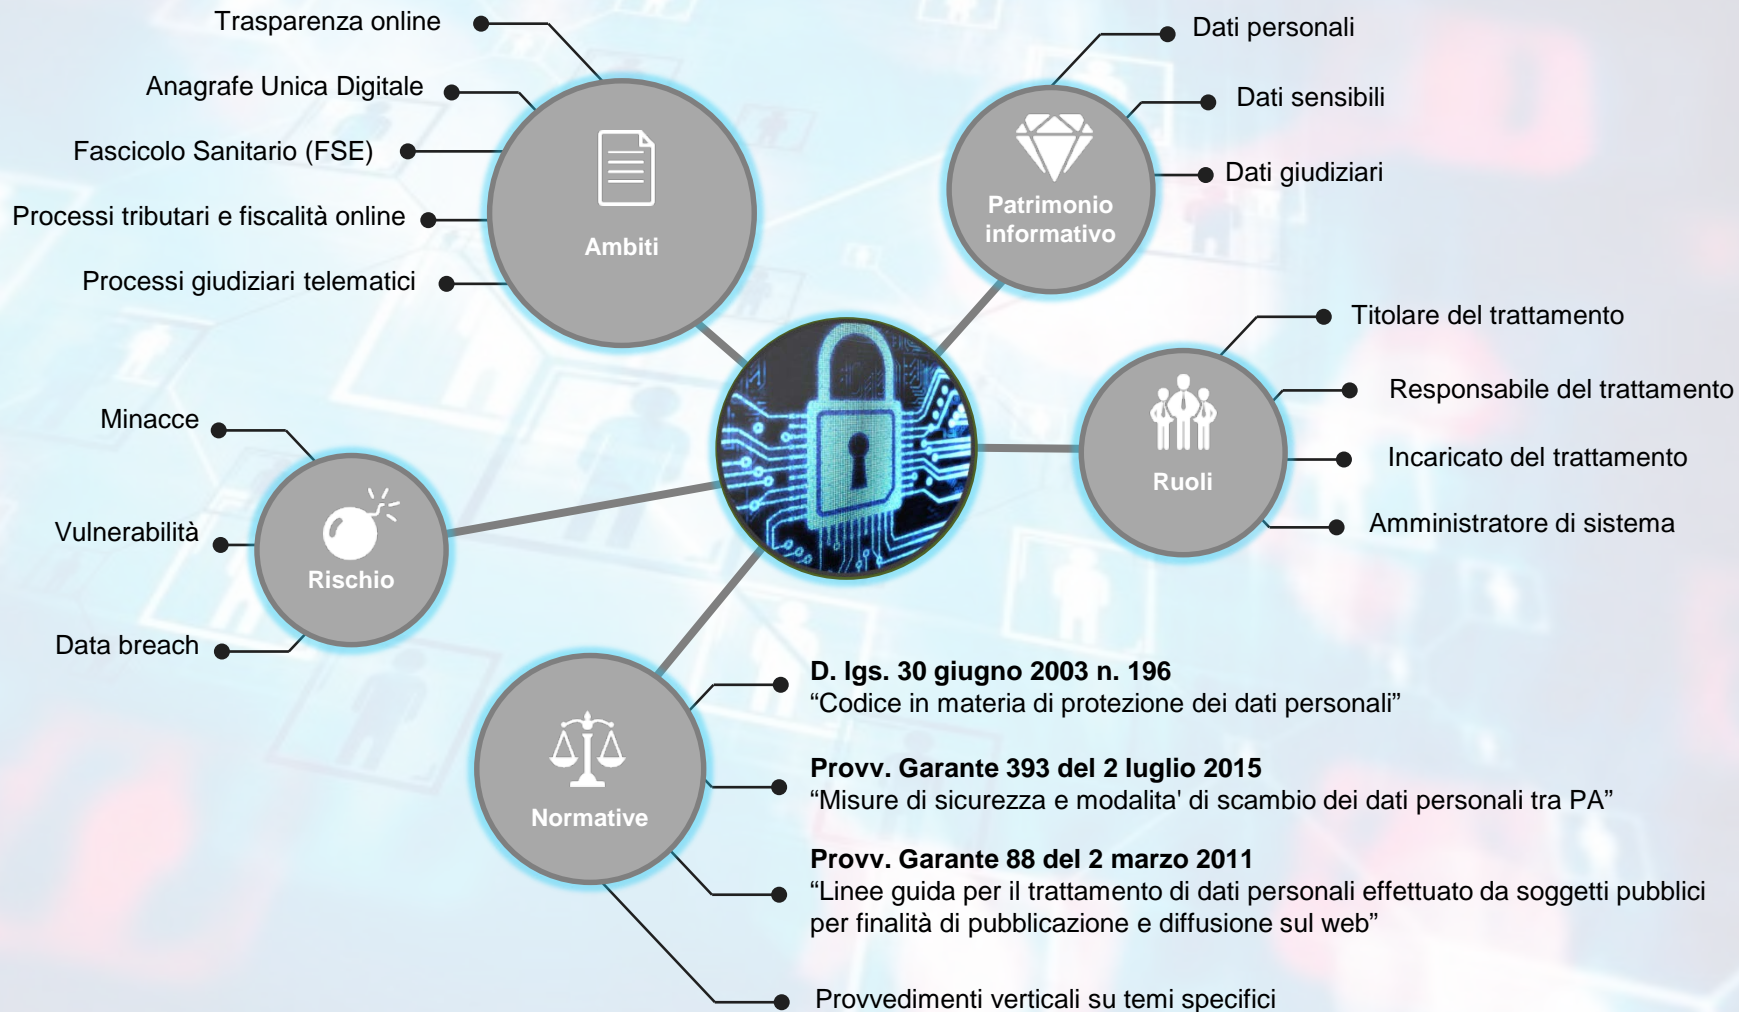 Trasparenza online
Anagrafe Unica Digitale
Fascicolo Sanitario (FSE)
Processi tributari e fiscalità online
Processi giudiziari telematici
Ambiti
Dati personali
Dati sensibili
Dati giudiziari
Patrimonio
informativo
Titolare del trattamento
Responsabile del trattamento
Incaricato del trattamento
Amministratore di sistema
Ruoli
Minacce
Vulnerabilità
Data breach
Rischio
Normative
D. lgs. 30 giugno 2003 n. 196
“Codice in materia di protezione dei dati personali”
Provv. Garante 393 del 2 luglio 2015
“Misure di sicurezza e modalita' di scambio dei dati personali tra PA”
Provv. Garante 88 del 2 marzo 2011
“Linee guida per il trattamento di dati personali effettuato da soggetti pubblici
per finalità di pubblicazione e diffusione sul web”
Provvedimenti verticali su temi specifici